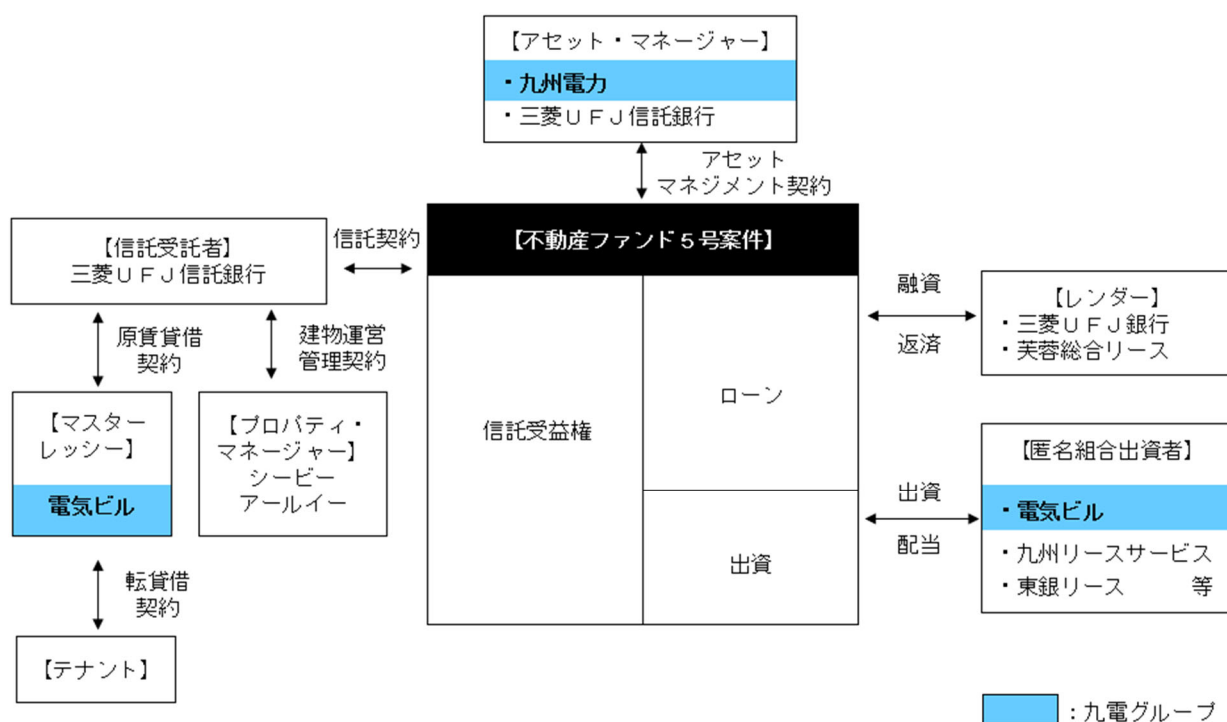 【アセット・マネージャー】
・九州電力
・三菱ＵＦＪ信託銀行
アセット
マネジメント契約
【不動産ファンド５号案件】
信託受益権
ローン
出資
信託契約
【信託受託者】
三菱ＵＦＪ信託銀行
原賃貸借
契約
建物運営
管理契約
【マスター
レッシー】
電気ビル
【プロパティ・
マネージャー】
シービー
アールイー
転貸借
契約
【テナント】
融資
返済
【レンダー】
・三菱ＵＦＪ銀行
・芙蓉総合リース
出資
配当
【匿名組合出資者】
・電気ビル
・九州リースサービス
・東銀リース　　　等
：九電グループ